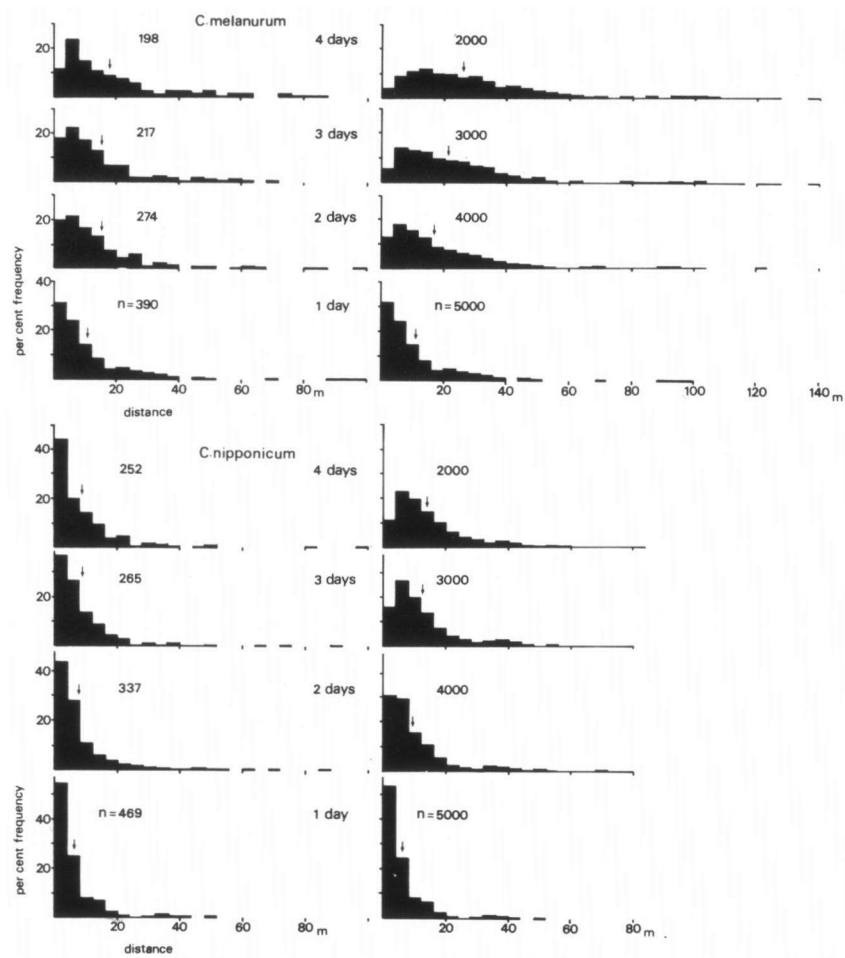 C.melanurum
20
198
4 days
2000
20
217
3 days
3000
20
274
2 days
4000
per cent frequency
40
20
n=390
1 day
n=5000
20 40 60 80 m
20 40 60 80 100 120 140 m
distance
C.nipponicum
40
20
252
4 days
2000
20
265
3 days
3000
40
20
337
2 days
4000
per cent frequency
40
20
n=469
1 day
n=5000
20 40 60 80 m
20 40 60 80 m
distance